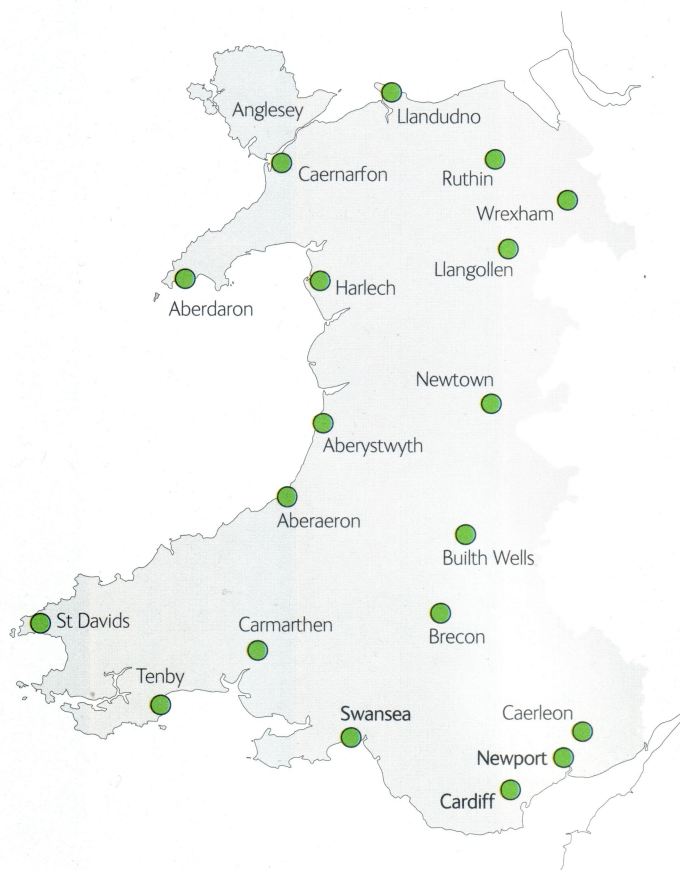 Anglesey
Llandudno
Caernarfon
Ruthin
Wrexham
Llangollen
Harlech
Aberdaron
Newtown
Aberystwyth
Aberaeron
Builth Wells
St Davids
Carmarthen
Brecon
Tenby
Swansea
Caerleon
Newport
Cardiff